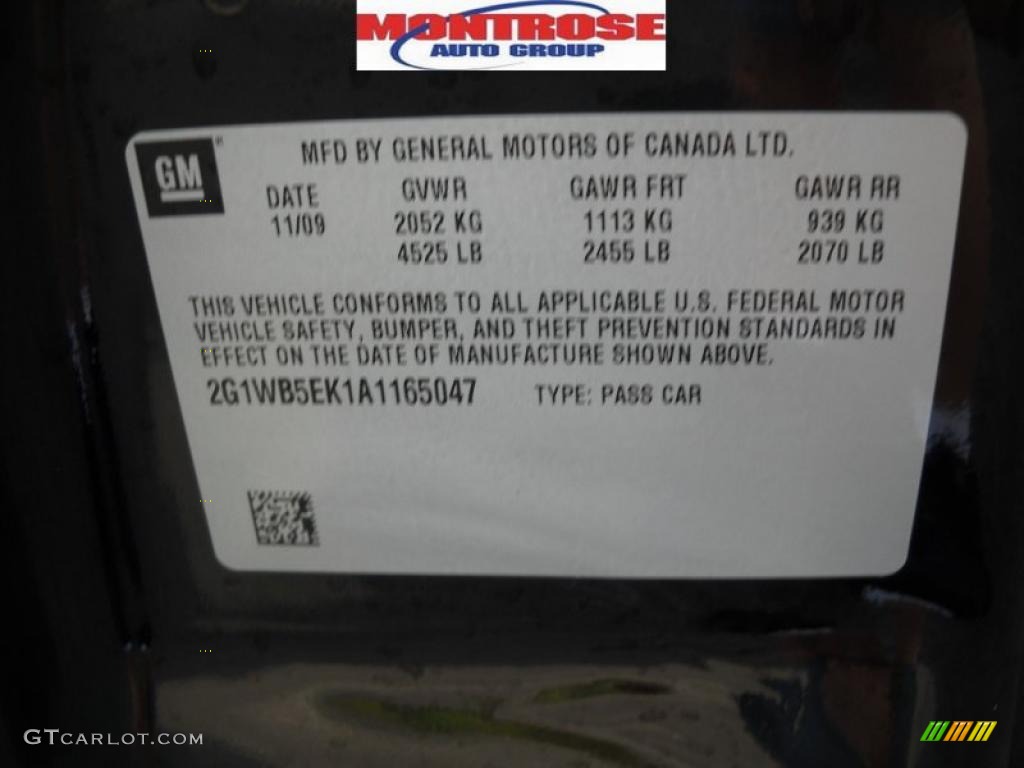 MONTROSE
AUTO GROUP
GM
MFD BY GENERAL MOTORS OF CANADA LTD.
DATE GVWR GAWR FRT GAWR RR
11/09 2052 KG 1113 KG 939 KG
4525 LB 2455 LB 2070 LB
THIS VEHICLE CONFORMS TO ALL APPLICABLE U.S. FEDERAL MOTOR
VEHICLE SAFETY, BUMPER, AND THEFT PREVENTION STANDARDS IN
EFFECT ON THE DATE OF MANUFACTURE SHOWN ABOVE.
2G1WB5EK1A1165047 TYPE: PASS CAR
GTCARLOT.COM